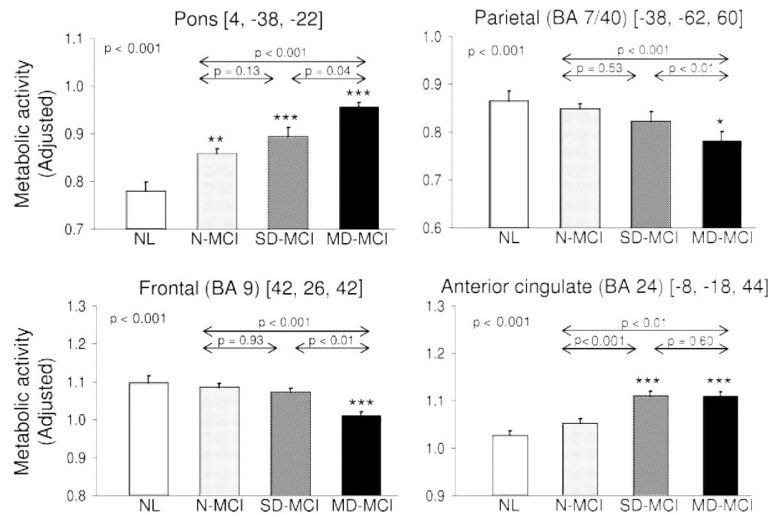 Pons [4, -38, -22]
Metabolic activity
(Adjusted)
1.1
1.0
0.9
0.8
0.7
p < 0.001
p < 0.001
p = 0.13
p = 0.04
**
***
***
NL
N-MCI
SD-MCI
MD-MCI
Parietal (BA 7/40) [-38, -62, 60]
1.0
0.9
0.8
0.7
0.6
p < 0.001
p < 0.001
p = 0.53
p < 0.01
*
NL
N-MCI
SD-MCI
MD-MCI
Frontal (BA 9) [42, 26, 42]
Metabolic activity
(Adjusted)
1.3
1.2
1.1
1.0
0.9
0.8
p < 0.001
p < 0.001
p = 0.93
p < 0.01
***
NL
N-MCI
SD-MCI
MD-MCI
Anterior cingulate (BA 24) [-8, -18, 44]
1.3
1.2
1.1
1.0
0.9
p < 0.001
p < 0.01
p<0.001
p = 0.60
***
***
NL
N-MCI
SD-MCI
MD-MCI